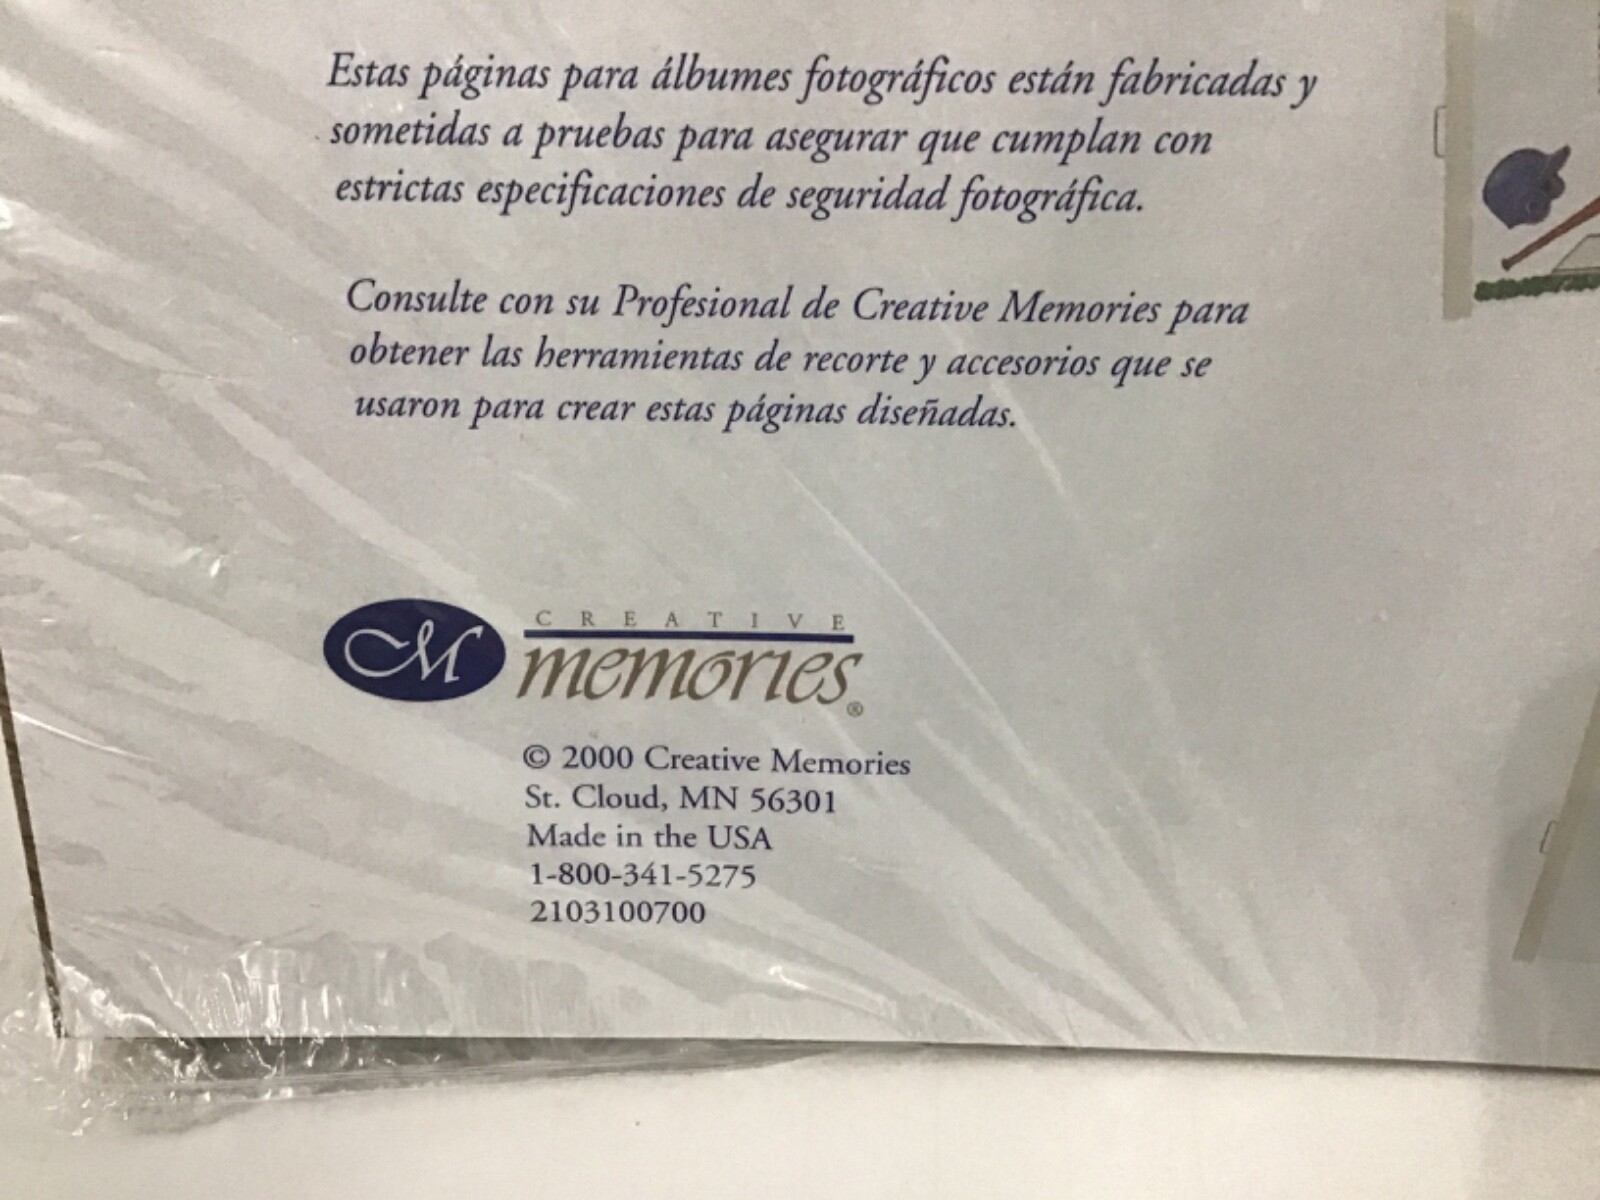 Estas páginas para álbumes fotográficos están fabricadas y
sometidas a pruebas para asegurar que cumplan con
estrictas especificaciones de seguridad fotográfica.
Consulte con su Profesional de Creative Memories para
obtener las herramientas de recorte y accesorios que se
usaron para crear estas páginas diseñadas.
CM
CREATIVE
memories®
© 2000 Creative Memories
St. Cloud, MN 56301
Made in the USA
1-800-341-5275
2103100700